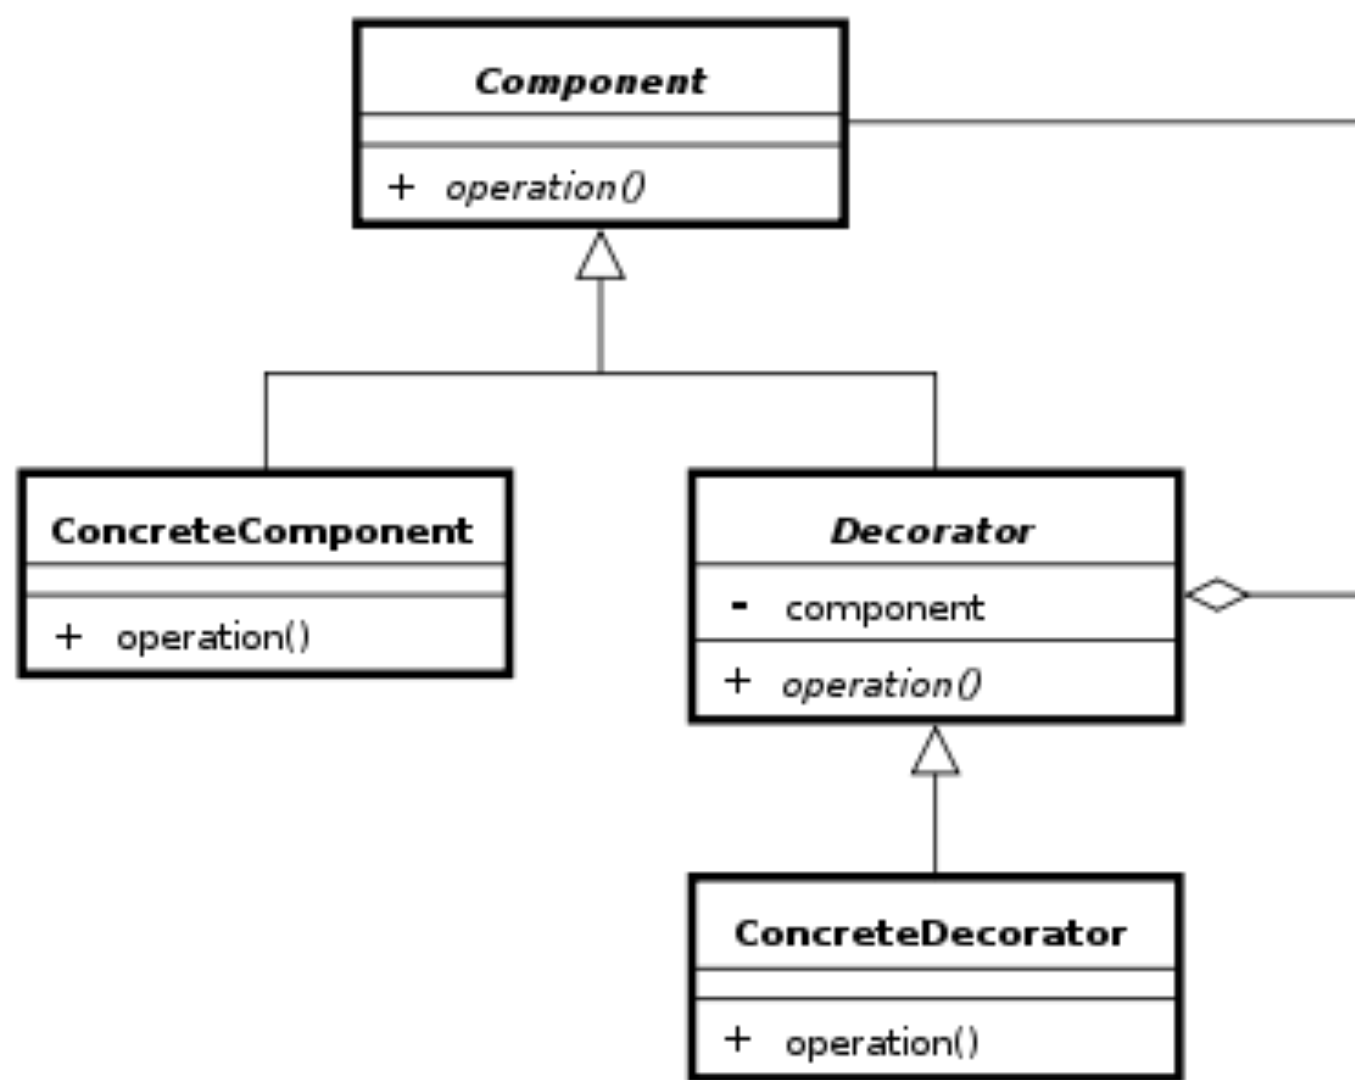 Component
+ operation()
ConcreteComponent
+ operation()
Decorator
- component
+ operation()
ConcreteDecorator
+ operation()